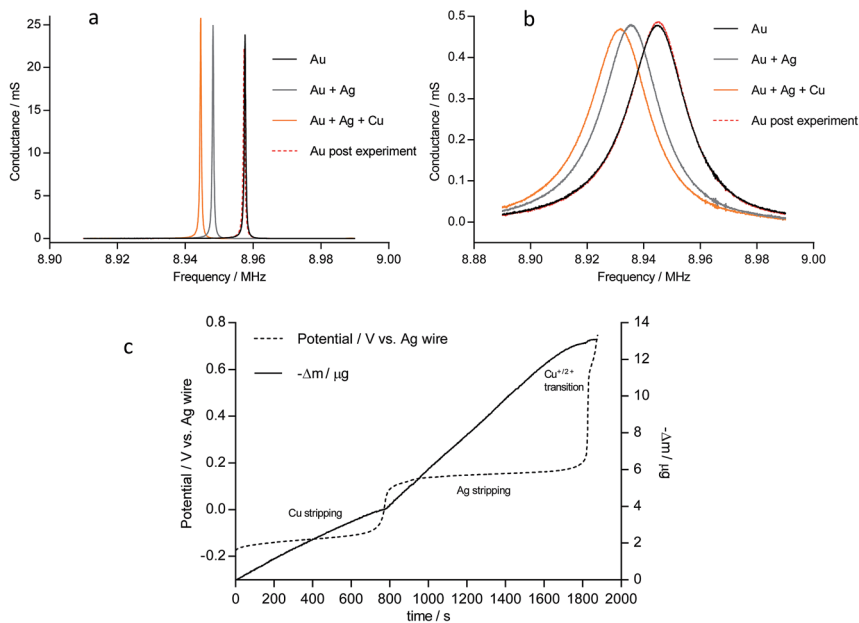 a
Conductance / mS
25
20
15
10
5
0
8.90
8.92
8.94
8.96
8.98
9.00
Frequency / MHz
Au
Au + Ag
Au + Ag + Cu
Au post experiment
b
Conductance / mS
0.5
0.4
0.3
0.2
0.1
0.0
8.88
8.90
8.92
8.94
8.96
8.98
9.00
Frequency / MHz
Au
Au + Ag
Au + Ag + Cu
Au post experiment
c
Potential / V vs. Ag wire
0.8
0.6
0.4
0.2
0.0
-0.2
Potential / V vs. Ag wire
-Δm / µg
Cu⁺/²⁺
transition
Cu stripping
Ag stripping
14
12
10
8
6
4
2
0
-Δm / µg
0
200
400
600
800
1000
1200
1400
1600
1800
2000
time / s